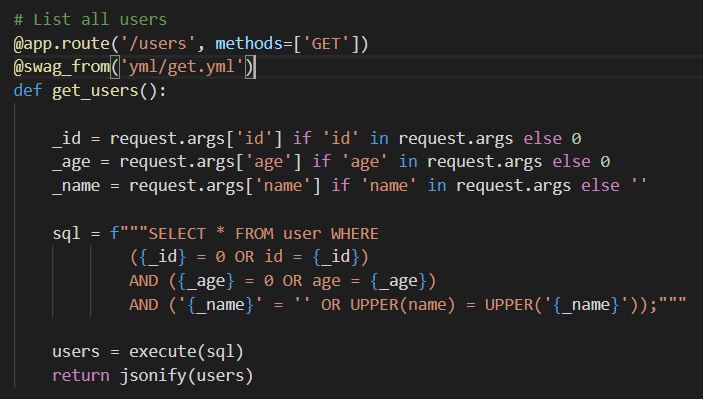 # List all users
@app.route('/users', methods=['GET'])
@swag_from('yml/get.yml')
def get_users():
_id = request.args['id'] if 'id' in request.args else 0
_age = request.args['age'] if 'age' in request.args else 0
_name = request.args['name'] if 'name' in request.args else ''
sql = f"""SELECT * FROM user WHERE
({_id} = 0 OR id = {_id})
AND ({_age} = 0 OR age = {_age})
AND ('{_name}' = '' OR UPPER(name) = UPPER('{_name}'));"""
users = execute(sql)
return jsonify(users)